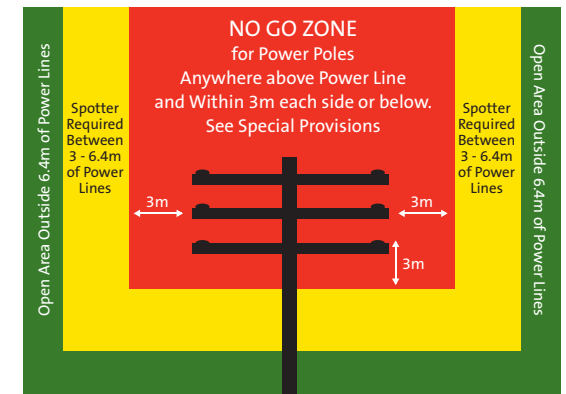 NO GO ZONE
for Power Poles
Anywhere above Power Line
and Within 3m each side or below.
See Special Provisions
Open Area Outside 6.4m of Power Lines
Spotter
Required
Between
3 - 6.4m
of Power
Lines
3m
3m
3m
Spotter
Required
Between
3 - 6.4m
of Power
Lines
Open Area Outside 6.4m of Power Lines